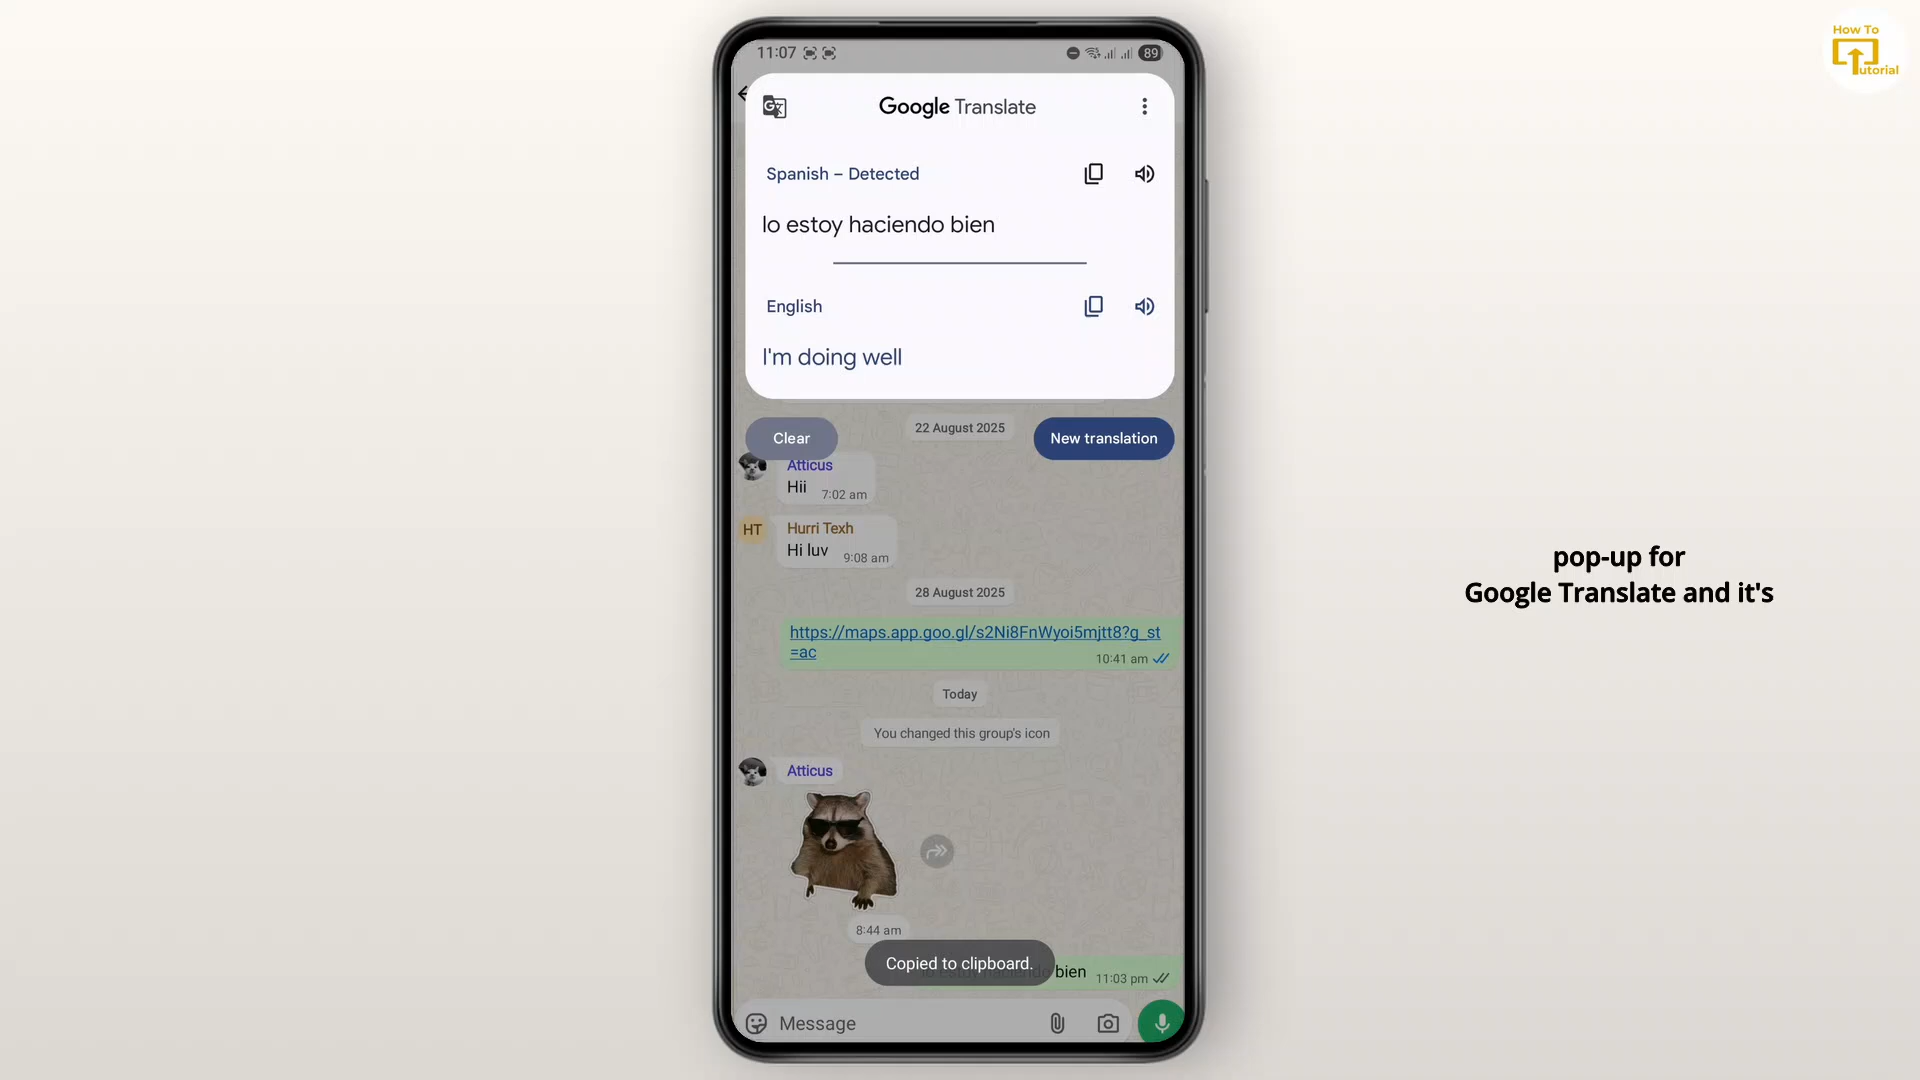 How To
utorial
11:07
89
Google Translate
Spanish – Detected
lo estoy haciendo bien
English
I'm doing well
Clear
22 August 2025
New translation
Atticus
Hii 7:02 am
HT
Hurri Texh
Hi luv 9:08 am
28 August 2025
https://maps.app.goo.gl/s2Ni8FnWyoi5mjtt8?g_st
=ac
10:41 am
Today
You changed this group's icon
Atticus
8:44 am
Copied to clipboard.
bien 11:03 pm
Message
pop-up for
Google Translate and it's